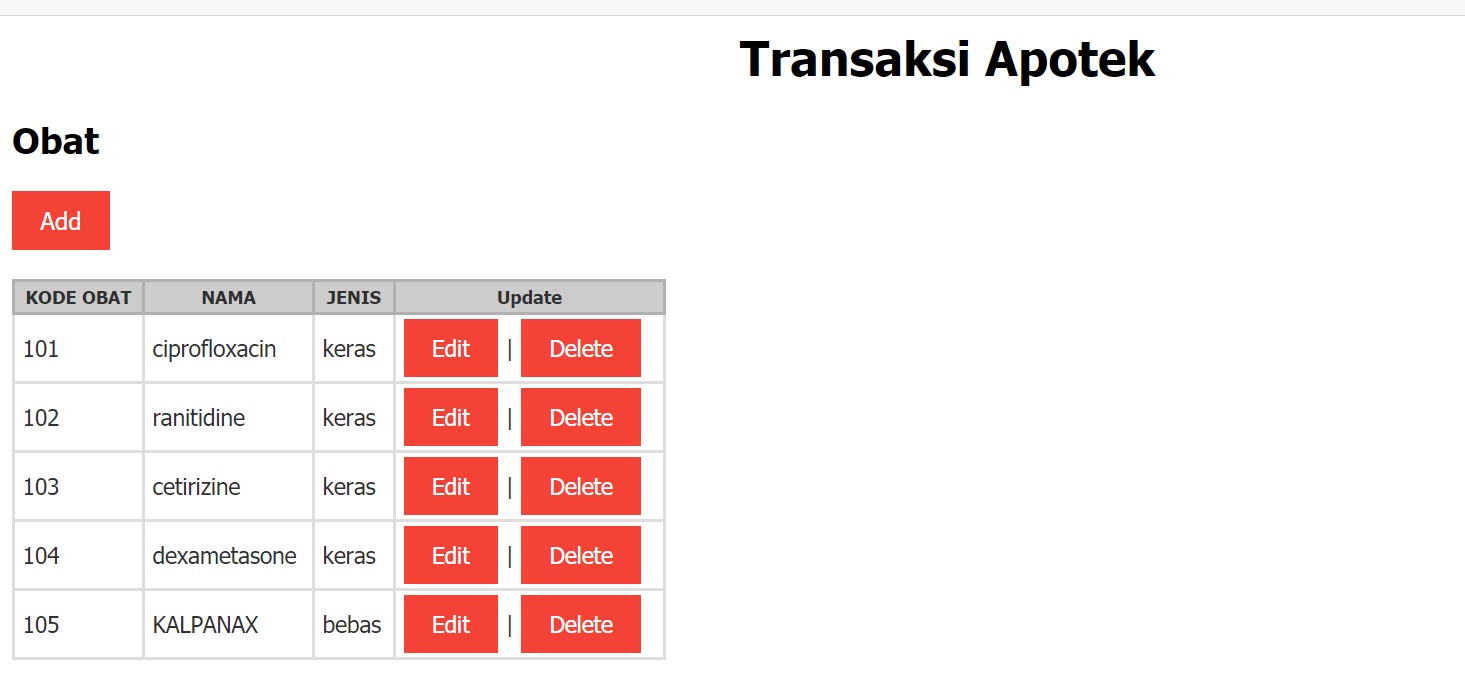 Transaksi Apotek
Obat
Add
KODE OBAT NAMA JENIS Update
101 ciprofloxacin keras Edit | Delete
102 ranitidine keras Edit | Delete
103 cetirizine keras Edit | Delete
104 dexametasone keras Edit | Delete
105 KALPANAX bebas Edit | Delete